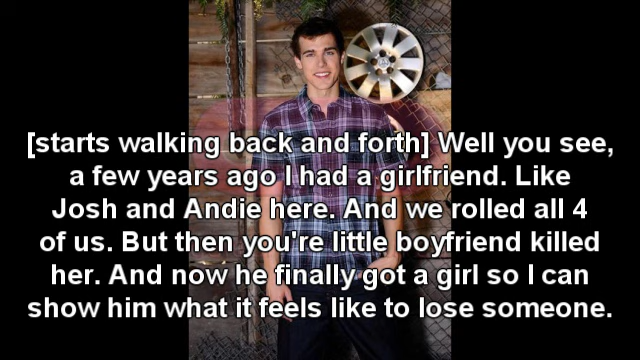 [starts walking back and forth] Well you see,
a few years ago I had a girlfriend. Like
Josh and Andie here. And we rolled all 4
of us. But then you're little boyfriend killed
her. And now he finally got a girl so I can
show him what it feels like to lose someone.